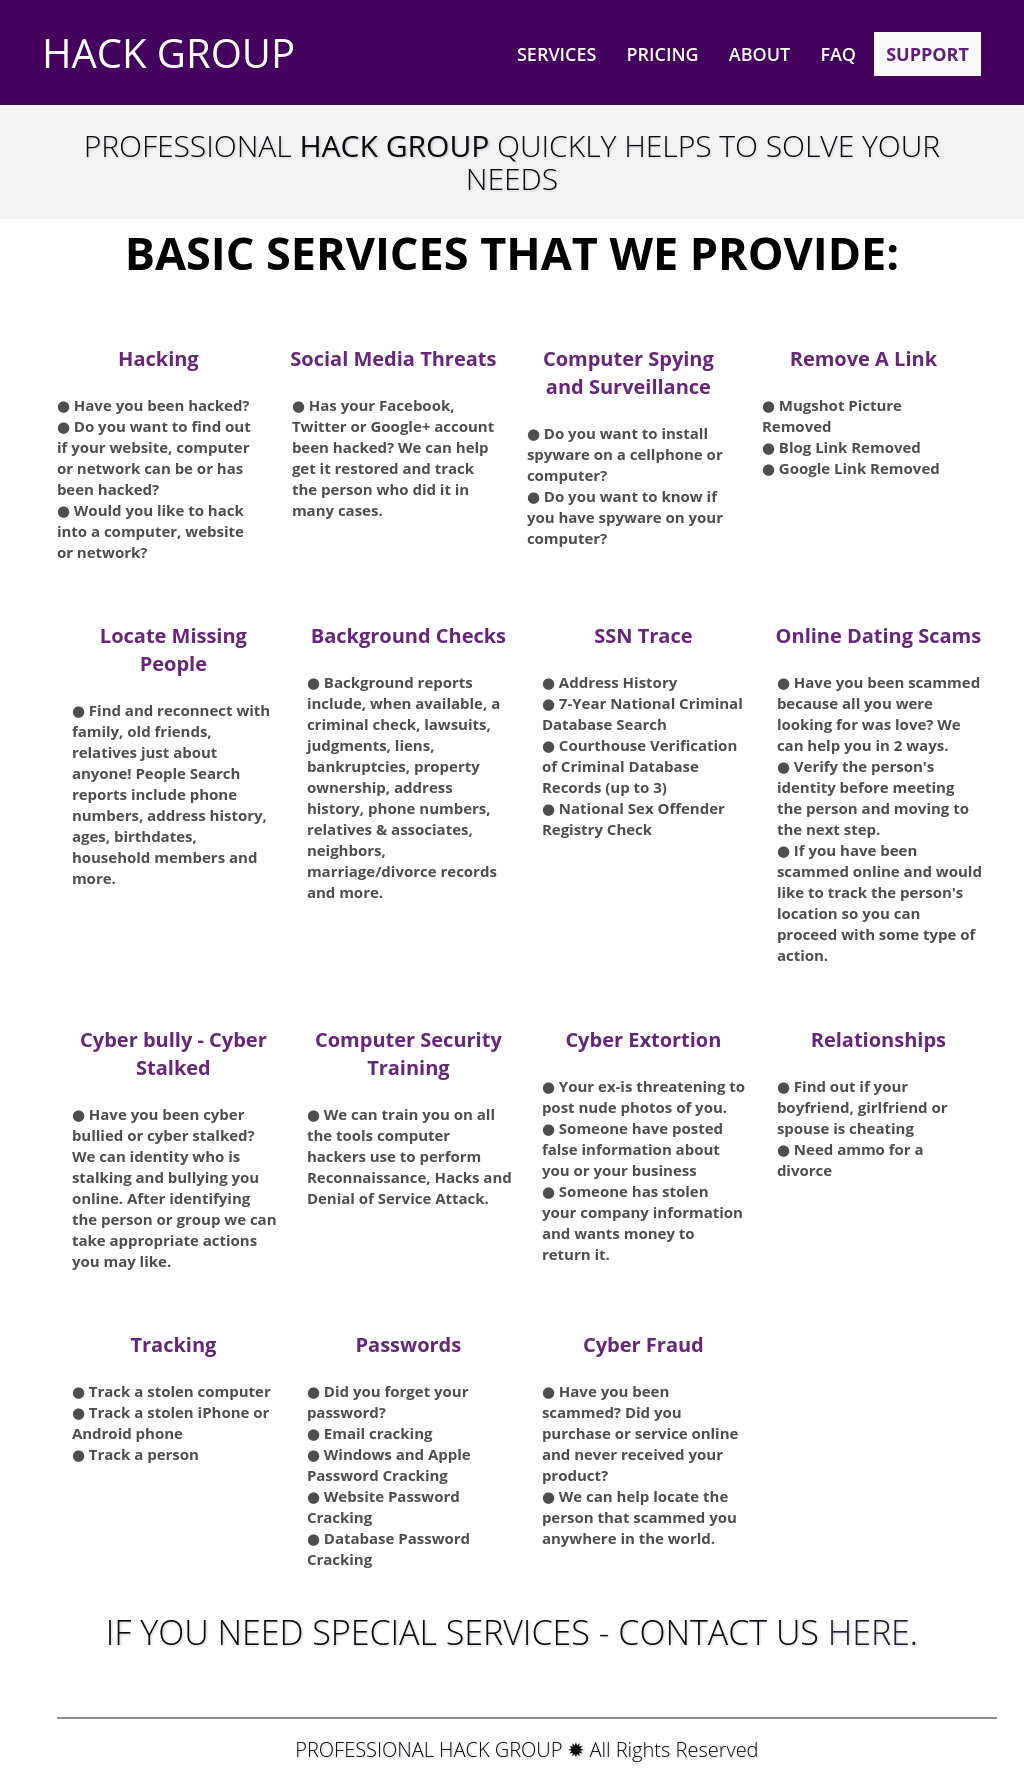 HACK GROUP
SERVICES PRICING ABOUT FAQ SUPPORT
PROFESSIONAL HACK GROUP QUICKLY HELPS TO SOLVE YOUR
NEEDS
BASIC SERVICES THAT WE PROVIDE:
Hacking
● Have you been hacked?
● Do you want to find out
if your website, computer
or network can be or has
been hacked?
● Would you like to hack
into a computer, website
or network?
Social Media Threats
● Has your Facebook,
Twitter or Google+ account
been hacked? We can help
get it restored and track
the person who did it in
many cases.
Computer Spying
and Surveillance
● Do you want to install
spyware on a cellphone or
computer?
● Do you want to know if
you have spyware on your
computer?
Remove A Link
● Mugshot Picture
Removed
● Blog Link Removed
● Google Link Removed
Locate Missing
People
● Find and reconnect with
family, old friends,
relatives just about
anyone! People Search
reports include phone
numbers, address history,
ages, birthdates,
household members and
more.
Background Checks
● Background reports
include, when available, a
criminal check, lawsuits,
judgments, liens,
bankruptcies, property
ownership, address
history, phone numbers,
relatives & associates,
neighbors,
marriage/divorce records
and more.
SSN Trace
● Address History
● 7-Year National Criminal
Database Search
● Courthouse Verification
of Criminal Database
Records (up to 3)
● National Sex Offender
Registry Check
Online Dating Scams
● Have you been scammed
because all you were
looking for was love? We
can help you in 2 ways.
● Verify the person's
identity before meeting
the person and moving to
the next step.
● If you have been
scammed online and would
like to track the person's
location so you can
proceed with some type of
action.
Cyber bully - Cyber
Stalked
● Have you been cyber
bullied or cyber stalked?
We can identity who is
stalking and bullying you
online. After identifying
the person or group we can
take appropriate actions
you may like.
Computer Security
Training
● We can train you on all
the tools computer
hackers use to perform
Reconnaissance, Hacks and
Denial of Service Attack.
Cyber Extortion
● Your ex-is threatening to
post nude photos of you.
● Someone have posted
false information about
you or your business
● Someone has stolen
your company information
and wants money to
return it.
Relationships
● Find out if your
boyfriend, girlfriend or
spouse is cheating
● Need ammo for a
divorce
Tracking
● Track a stolen computer
● Track a stolen iPhone or
Android phone
● Track a person
Passwords
● Did you forget your
password?
● Email cracking
● Windows and Apple
Password Cracking
● Website Password
Cracking
● Database Password
Cracking
Cyber Fraud
● Have you been
scammed? Did you
purchase or service online
and never received your
product?
● We can help locate the
person that scammed you
anywhere in the world.
IF YOU NEED SPECIAL SERVICES - CONTACT US HERE.
PROFESSIONAL HACK GROUP ✹ All Rights Reserved